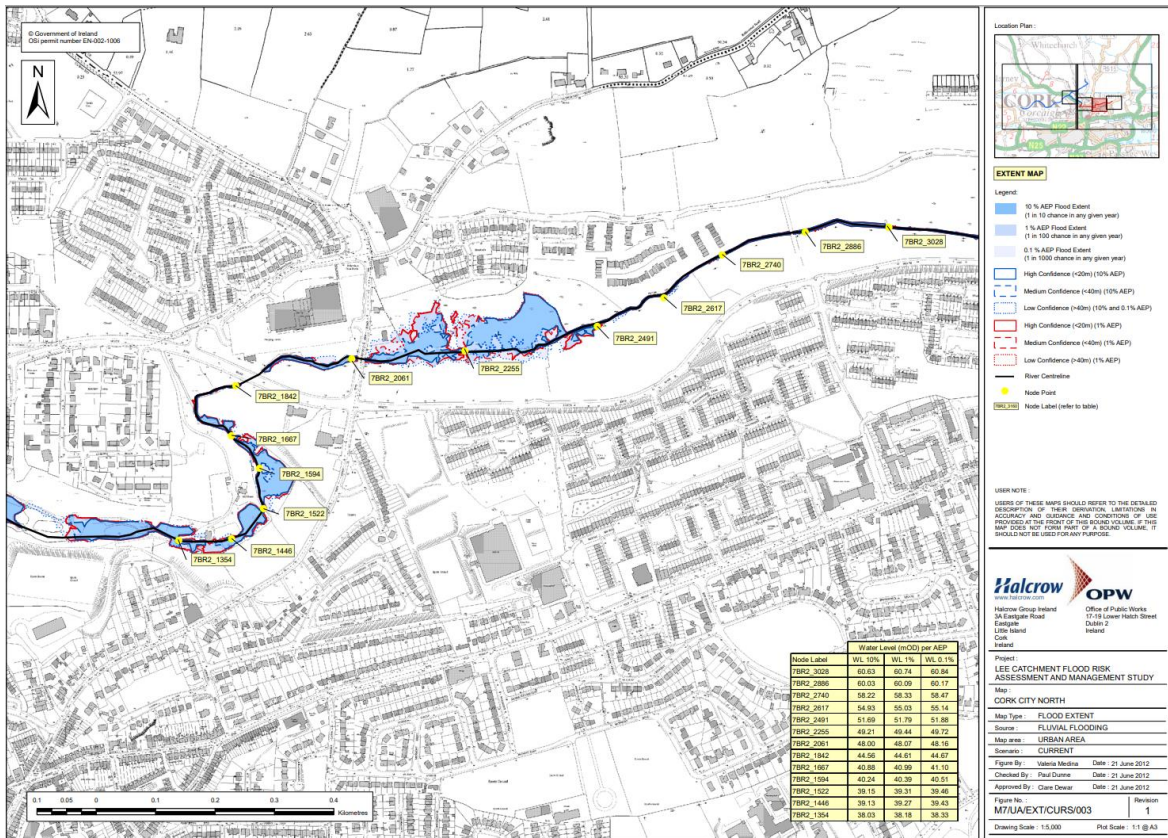 © Government of Ireland
OSi permit number EN-002-1006
N
7BR2_3028
7BR2_2886
7BR2_2740
7BR2_2617
7BR2_2491
7BR2_2255
7BR2_2061
7BR2_1842
7BR2_1667
7BR2_1594
7BR2_1522
7BR2_1446
7BR2_1354
0.1 0.05 0 0.1 0.2 0.3 0.4
Kilometres
Water Level (mOD) per AEP
Node Label WL 10% WL 1% WL 0.1%
7BR2_3028 60.63 60.74 60.84
7BR2_2886 60.03 60.09 60.17
7BR2_2740 58.22 58.33 58.47
7BR2_2617 54.93 55.03 55.14
7BR2_2491 51.69 51.79 51.88
7BR2_2255 49.21 49.44 49.72
7BR2_2061 48.00 48.07 48.16
7BR2_1842 44.56 44.61 44.67
7BR2_1667 40.88 40.99 41.10
7BR2_1594 40.24 40.39 40.51
7BR2_1522 39.15 39.31 39.46
7BR2_1446 39.13 39.27 39.43
7BR2_1354 38.03 38.18 38.33
Location Plan :
Whitechurch
CORK
EXTENT MAP
Legend:
10 % AEP Flood Extent
(1 in 10 chance in any given year)
1 % AEP Flood Extent
(1 in 100 chance in any given year)
0.1 % AEP Flood Extent
(1 in 1000 chance in any given year)
High Confidence (<20m) (10% AEP)
Medium Confidence (<40m) (10% AEP)
Low Confidence (>40m) (10% and 0.1% AEP)
High Confidence (<20m) (1% AEP)
Medium Confidence (<40m) (1% AEP)
Low Confidence (>40m) (1% AEP)
River Centreline
Node Point
Node Label (refer to table)
USER NOTE :
USERS OF THESE MAPS SHOULD REFER TO THE DETAILED
DESCRIPTION OF THEIR DERIVATION, LIMITATIONS IN
ACCURACY AND GUIDANCE AND CONDITIONS OF USE
PROVIDED AT THE FRONT OF THIS BOUND VOLUME. IF THIS
MAP DOES NOT FORM PART OF A BOUND VOLUME, IT
SHOULD NOT BE USED FOR ANY PURPOSE.
Halcrow
www.halcrow.com
OPW
Halcrow Group Ireland
3A Eastgate Road
Eastgate
Little Island
Cork
Ireland
Office of Public Works
17-19 Lower Hatch Street
Dublin 2
Ireland
Project :
LEE CATCHMENT FLOOD RISK
ASSESSMENT AND MANAGEMENT STUDY
Map :
CORK CITY NORTH
Map Type : FLOOD EXTENT
Source : FLUVIAL FLOODING
Map area : URBAN AREA
Scenario : CURRENT
Figure By : Valeria Medina Date : 21 June 2012
Checked By : Paul Dunne Date : 21 June 2012
Approved By : Clare Dewar Date : 21 June 2012
Figure No. : Revision
M7/UA/EXT/CURS/003 1
Drawing Scale : 1:5,000 Plot Scale : 1:1 @ A3